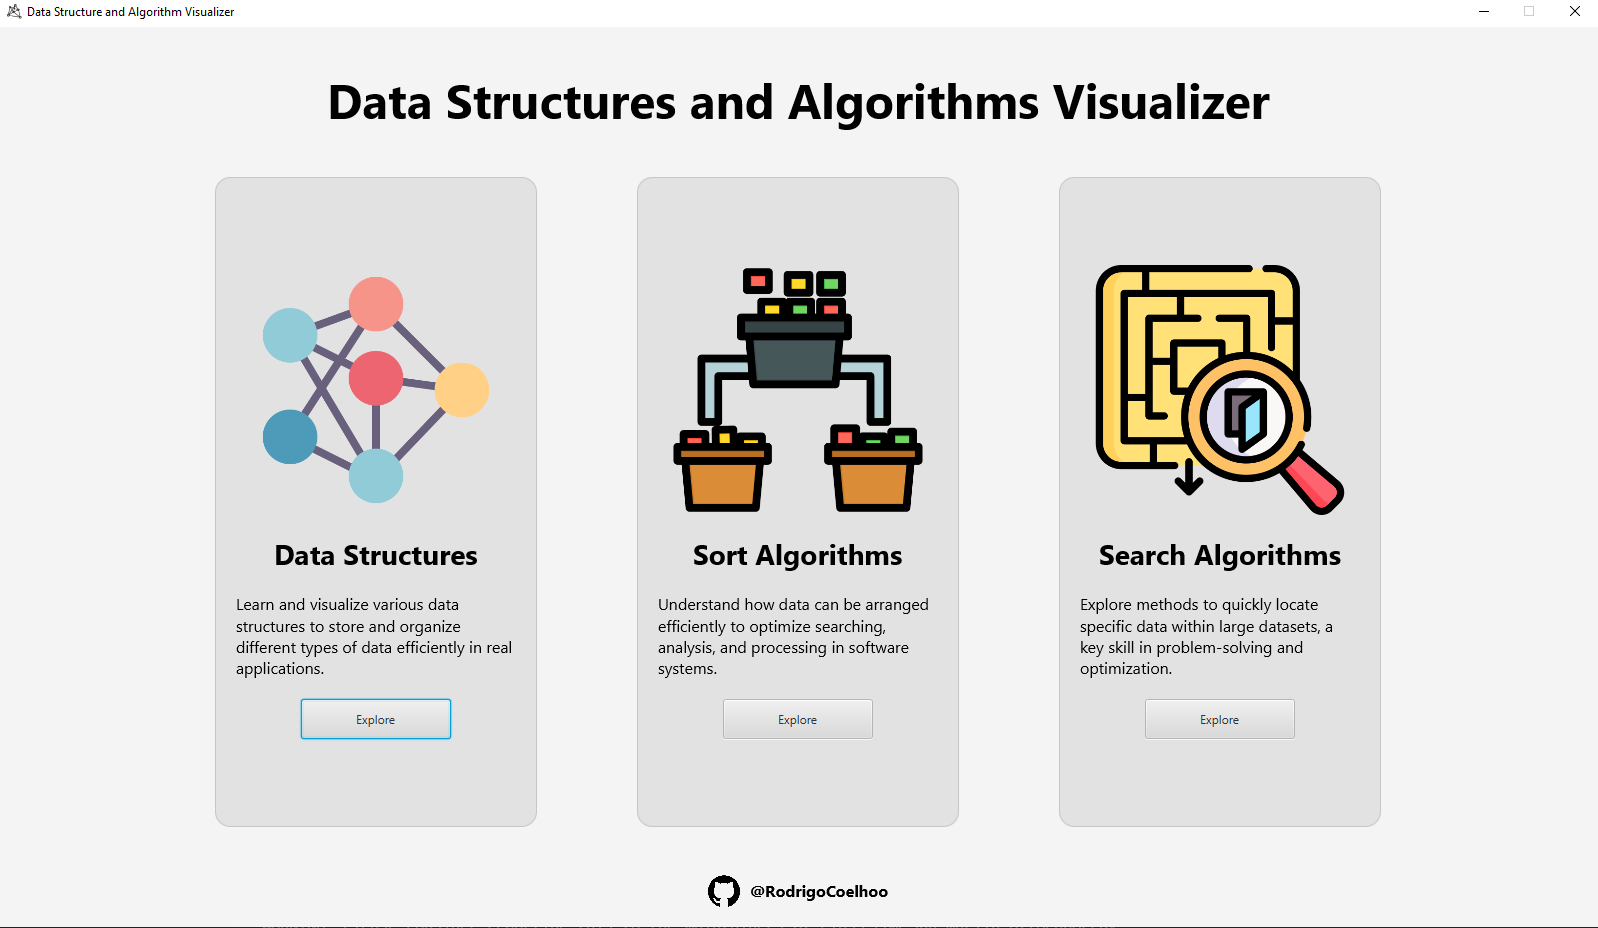 Data Structure and Algorithm Visualizer
Data Structures and Algorithms Visualizer
Data Structures
Learn and visualize various data
structures to store and organize
different types of data efficiently in real
applications.
Explore
Sort Algorithms
Understand how data can be arranged
efficiently to optimize searching,
analysis, and processing in software
systems.
Explore
Search Algorithms
Explore methods to quickly locate
specific data within large datasets, a
key skill in problem-solving and
optimization.
Explore
@RodrigoCoelhoo